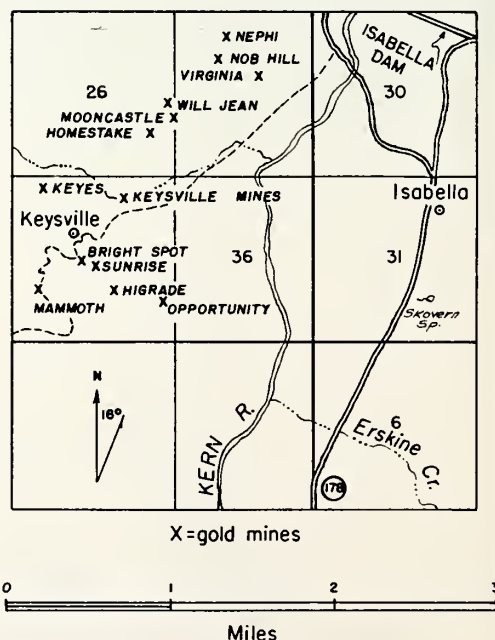 NEPHI
ISABELLA
DAM
NOB HILL
VIRGINIA
26
30
WILL JEAN
MOONCASTLE
HOMESTAKE
KEYES
KEYSVILLE MINES
Isabella
Keysville
BRIGHT SPOT
SUNRISE
36
31
HIGRADE
MAMMOTH
OPPORTUNITY
Skovern
Sp.
N
16°
KERN R.
6
Erskine Cr.
178
X=gold mines
0 1 2 3
Miles